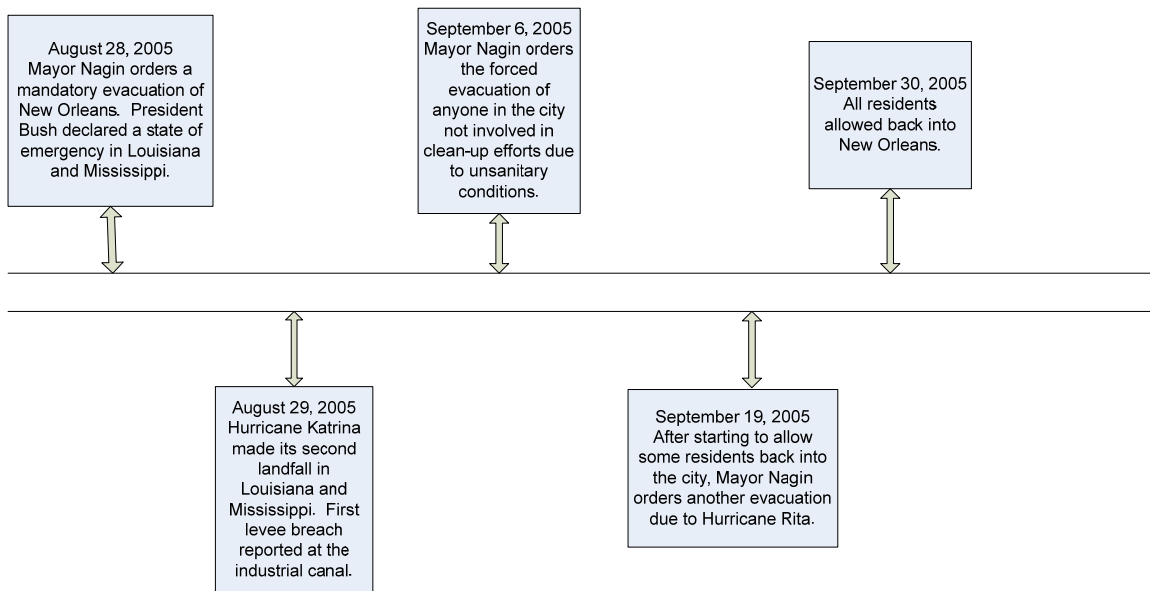 August 28, 2005
Mayor Nagin orders a
mandatory evacuation of
New Orleans. President
Bush declared a state of
emergency in Louisiana
and Mississippi.
September 6, 2005
Mayor Nagin orders
the forced
evacuation of
anyone in the city
not involved in
clean-up efforts due
to unsanitary
conditions.
September 30, 2005
All residents
allowed back into
New Orleans.
August 29, 2005
Hurricane Katrina
made its second
landfall in
Louisiana and
Mississippi. First
levee breach
reported at the
industrial canal.
September 19, 2005
After starting to allow
some residents back into
the city, Mayor Nagin
orders another evacuation
due to Hurricane Rita.